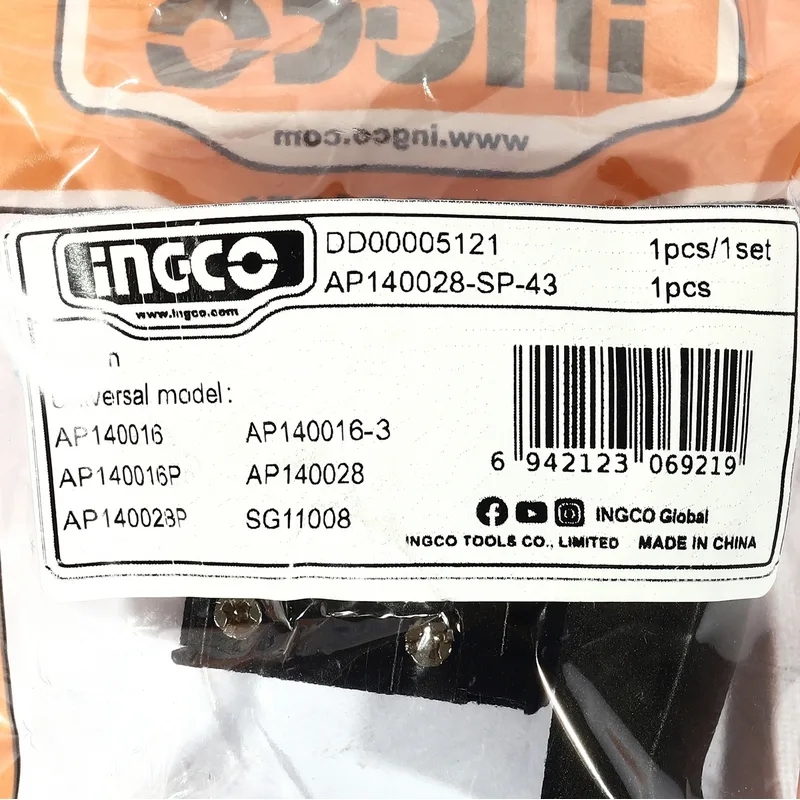 INGCO
www.ingco.com
INGCO
www.ingco.com
DD00005121 1pcs/1set
AP140028-SP-43 1pcs
model:
AP140016 AP140016-3
AP140016P AP140028
AP140028P SG11008
6 942123 069219
INGCO Global
INGCO TOOLS CO., LIMITED MADE IN CHINA